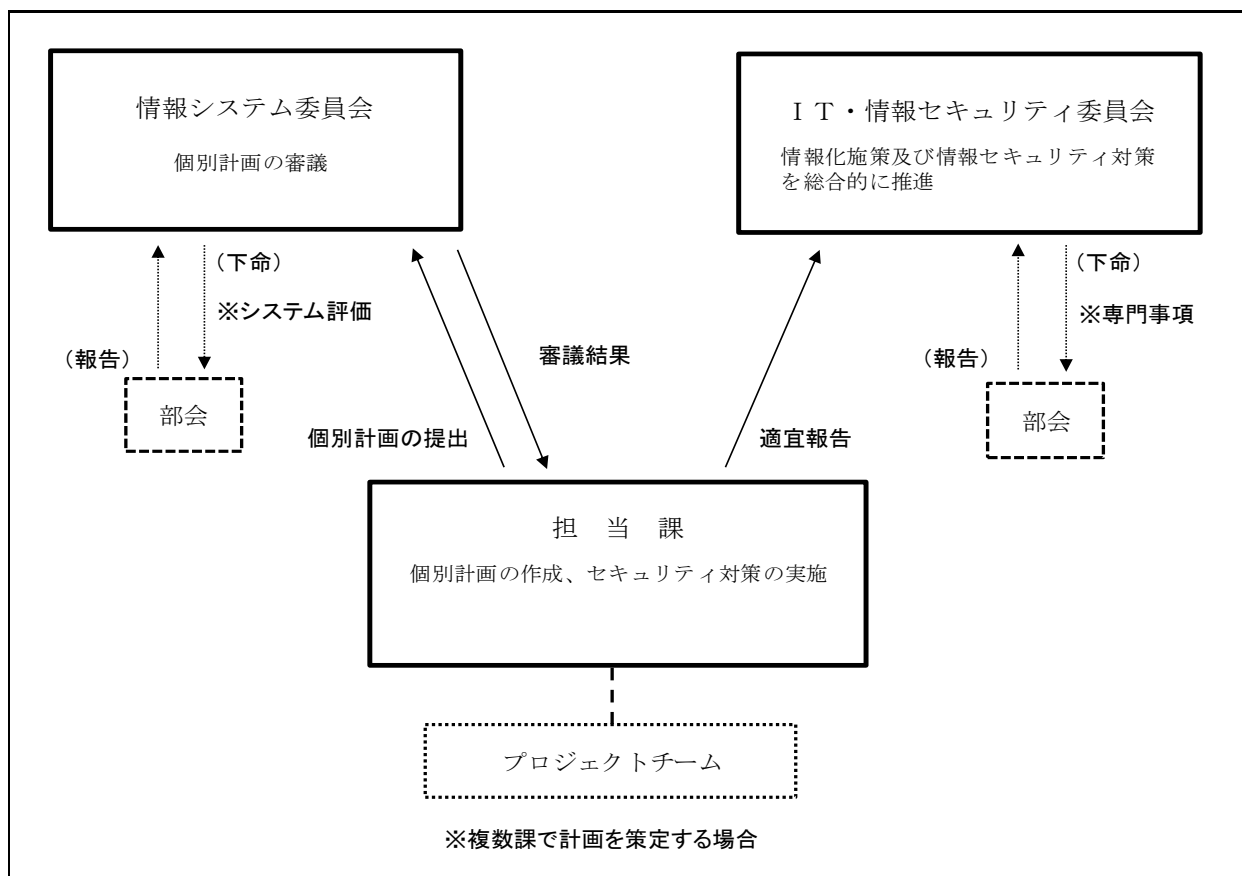 情報システム委員会
個別計画の審議
ＩＴ・情報セキュリティ委員会
情報化施策及び情報セキュリティ対策
を総合的に推進
（下命）
※システム評価
（報告）
部会
審議結果
個別計画の提出
適宜報告
（下命）
※専門事項
（報告）
部会
担　当　課
個別計画の作成、セキュリティ対策の実施
プロジェクトチーム
※複数課で計画を策定する場合